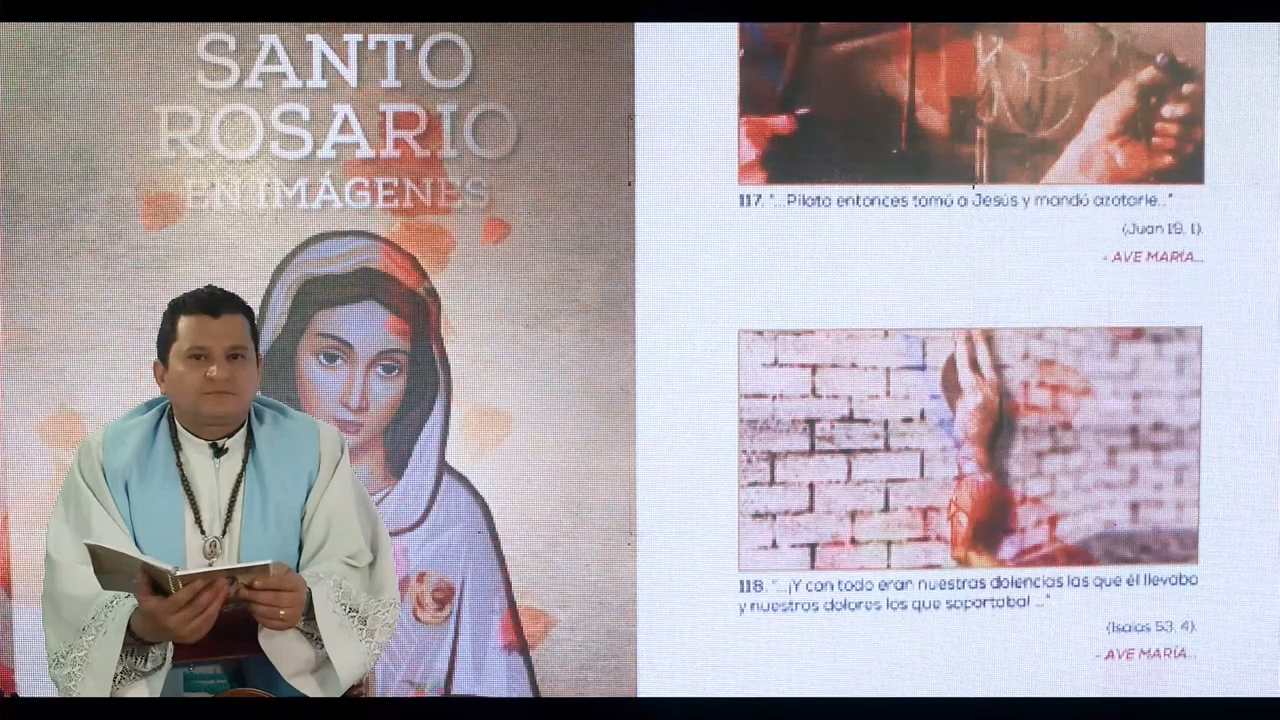 SANTO
ROSARIO
EN IMÁGENES
117. "...Pilato entonces tomó a Jesús y mandó azotarle..."
(Juan 19, 1).
- AVE MARÍA...
118. "...¡Y con todo eran nuestras dolencias las que él llevaba
y nuestros dolores los que soportaba! ..."
(Isaías 53, 4).
- AVE MARÍA...